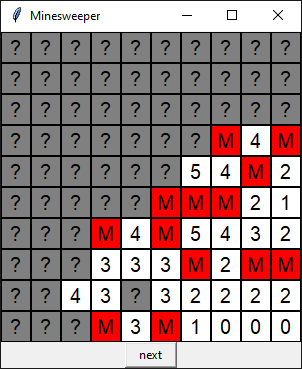 Minesweeper
? ? ? ? ? ? ? ? ? ?
? ? ? ? ? ? ? ? ? ?
? ? ? ? ? ? ? ? ? ?
? ? ? ? ? ? ? M 4 M
? ? ? ? ? ? 5 4 M 2
? ? ? ? ? M M M 2 1
? ? ? M 4 M 5 4 3 2
? ? ? 3 3 3 M 2 M M
? ? 4 3 ? 3 2 2 2 2
? ? ? M 3 M 1 0 0 0
next